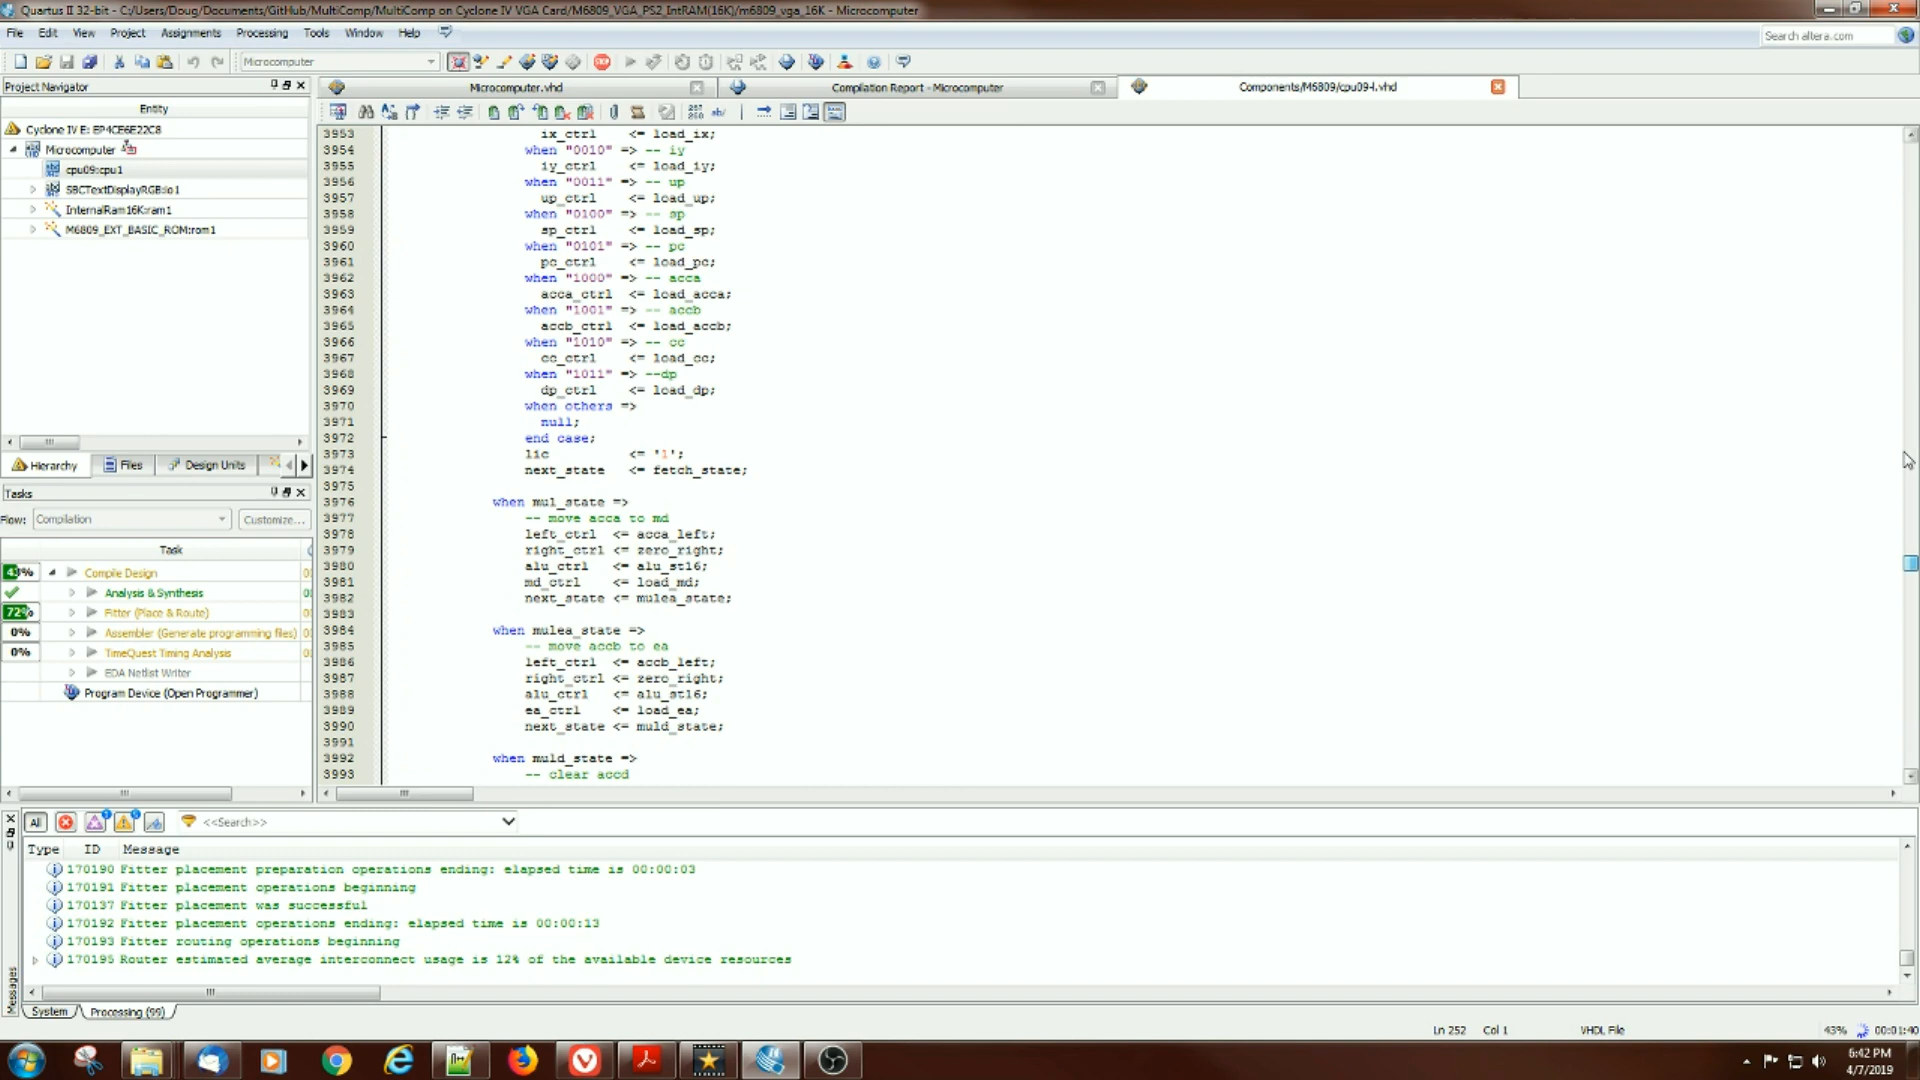 Quartus II 32-bit - C:/Users/Doug/Documents/GitHub/MultiComp/MultiComp on Cyclone IV VGA Card/M6809_VGA_PS2_IntRAM(16K)/m6809_vga_16K - Microcomputer
File Edit View Project Assignments Processing Tools Window Help
Search altera.com
Microcomputer
Project Navigator
Microcomputer.vhd
Compilation Report - Microcomputer
Components/M6809/cpu09-l.vhd
Entity
Cyclone IV E: EP4CE6E22C8
Microcomputer
cpu09:cpu1
SBCTextDisplayRGB:io1
InternalRam16K:ram1
M6809_EXT_BASIC_ROM:rom1
Hierarchy Files Design Units
Tasks
Flow: Compilation Customize...
Task
43% Compile Design
Analysis & Synthesis
72% Fitter (Place & Route)
0% Assembler (Generate programming files)
0% TimeQuest Timing Analysis
EDA Netlist Writer
Program Device (Open Programmer)
3953 ix_ctrl <= load_ix;
3954 when "0010" => -- iy
3955 iy_ctrl <= load_iy;
3956 when "0011" => -- up
3957 up_ctrl <= load_up;
3958 when "0100" => -- sp
3959 sp_ctrl <= load_sp;
3960 when "0101" => -- pc
3961 pc_ctrl <= load_pc;
3962 when "1000" => -- acca
3963 acca_ctrl <= load_acca;
3964 when "1001" => -- accb
3965 accb_ctrl <= load_accb;
3966 when "1010" => -- cc
3967 cc_ctrl <= load_cc;
3968 when "1011" => --dp
3969 dp_ctrl <= load_dp;
3970 when others =>
3971 null;
3972 end case;
3973 lic <= '1';
3974 next_state <= fetch_state;
3975
3976 when mul_state =>
3977 -- move acca to md
3978 left_ctrl <= acca_left;
3979 right_ctrl <= zero_right;
3980 alu_ctrl <= alu_st16;
3981 md_ctrl <= load_md;
3982 next_state <= mulea_state;
3983
3984 when mulea_state =>
3985 -- move accb to ea
3986 left_ctrl <= accb_left;
3987 right_ctrl <= zero_right;
3988 alu_ctrl <= alu_st16;
3989 ea_ctrl <= load_ea;
3990 next_state <= muld_state;
3991
3992 when muld_state =>
3993 -- clear accd
All <<Search>>
Type ID Message
170190 Fitter placement preparation operations ending: elapsed time is 00:00:03
170191 Fitter placement operations beginning
170137 Fitter placement was successful
170192 Fitter placement operations ending: elapsed time is 00:00:13
170193 Fitter routing operations beginning
170195 Router estimated average interconnect usage is 12% of the available device resources
Messages
System Processing (99)
Ln 252 Col 1 VHDL File 43% 00:01:40
6:42 PM
4/7/2019